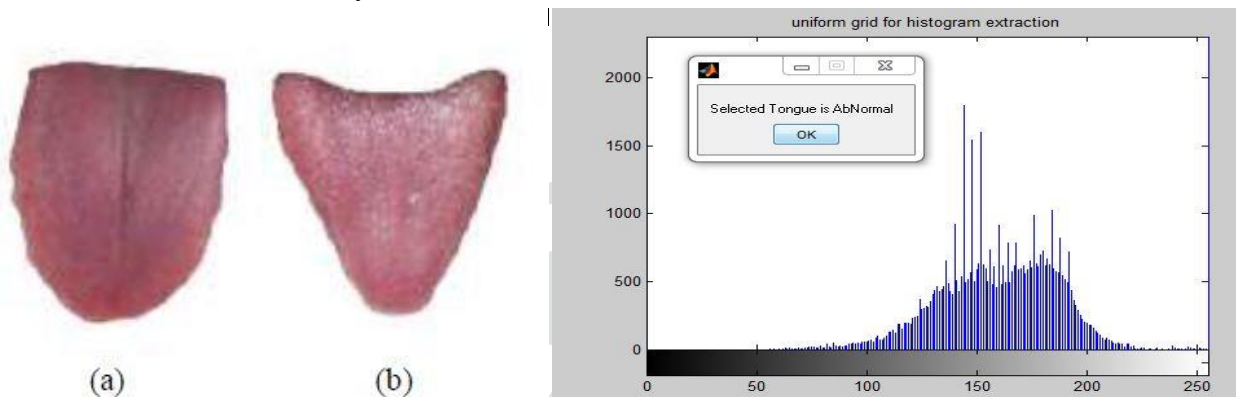 (a)
(b)
uniform grid for histogram extraction
Selected Tongue is AbNormal
OK
2000
1500
1000
500
0
0 50 100 150 200 250